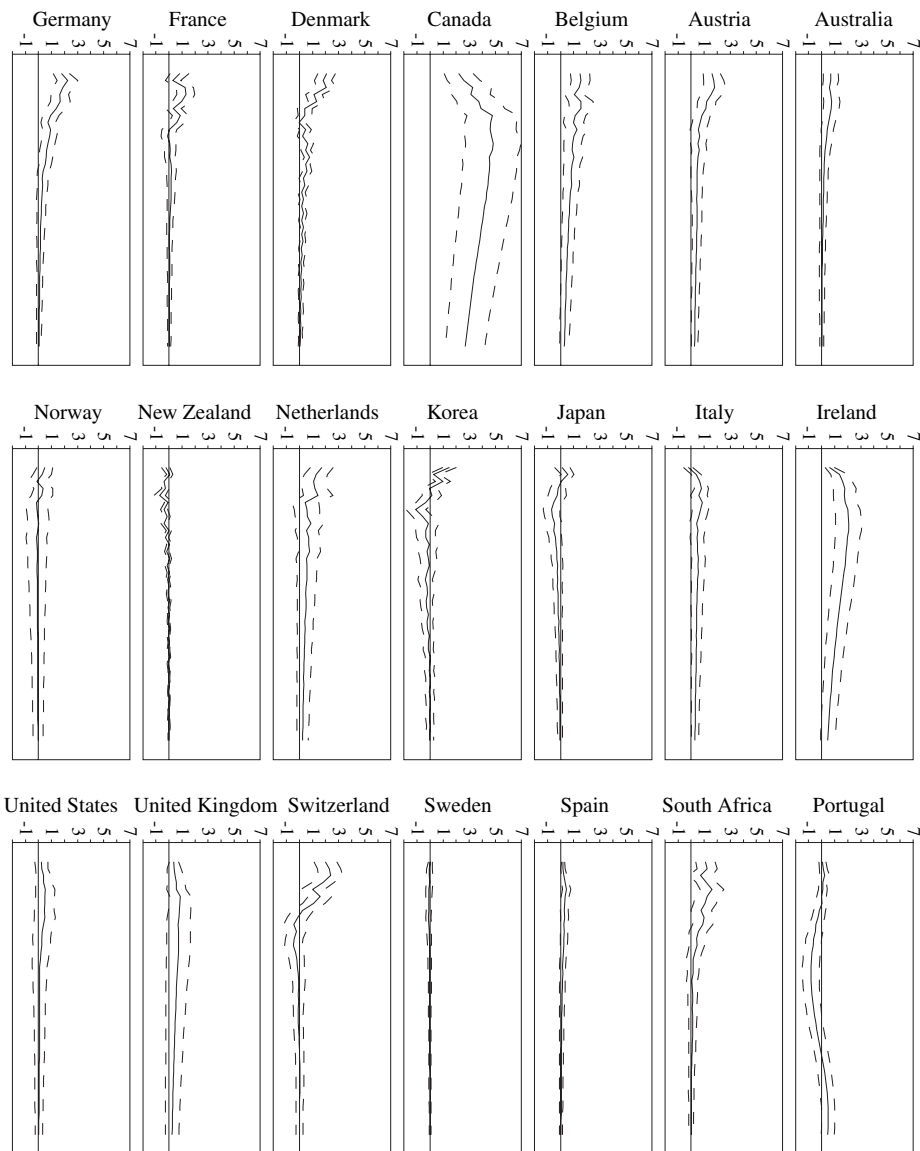 Germany France Denmark Canada Belgium Austria Australia
-1 1 3 5 7 -1 1 3 5 7 -1 1 3 5 7 -1 1 3 5 7 -1 1 3 5 7 -1 1 3 5 7 -1 1 3 5 7
Norway New Zealand Netherlands Korea Japan Italy Ireland
-1 1 3 5 7 -1 1 3 5 7 -1 1 3 5 7 -1 1 3 5 7 -1 1 3 5 7 -1 1 3 5 7 -1 1 3 5 7
United States United Kingdom Switzerland Sweden Spain South Africa Portugal
-1 1 3 5 7 -1 1 3 5 7 -1 1 3 5 7 -1 1 3 5 7 -1 1 3 5 7 -1 1 3 5 7 -1 1 3 5 7